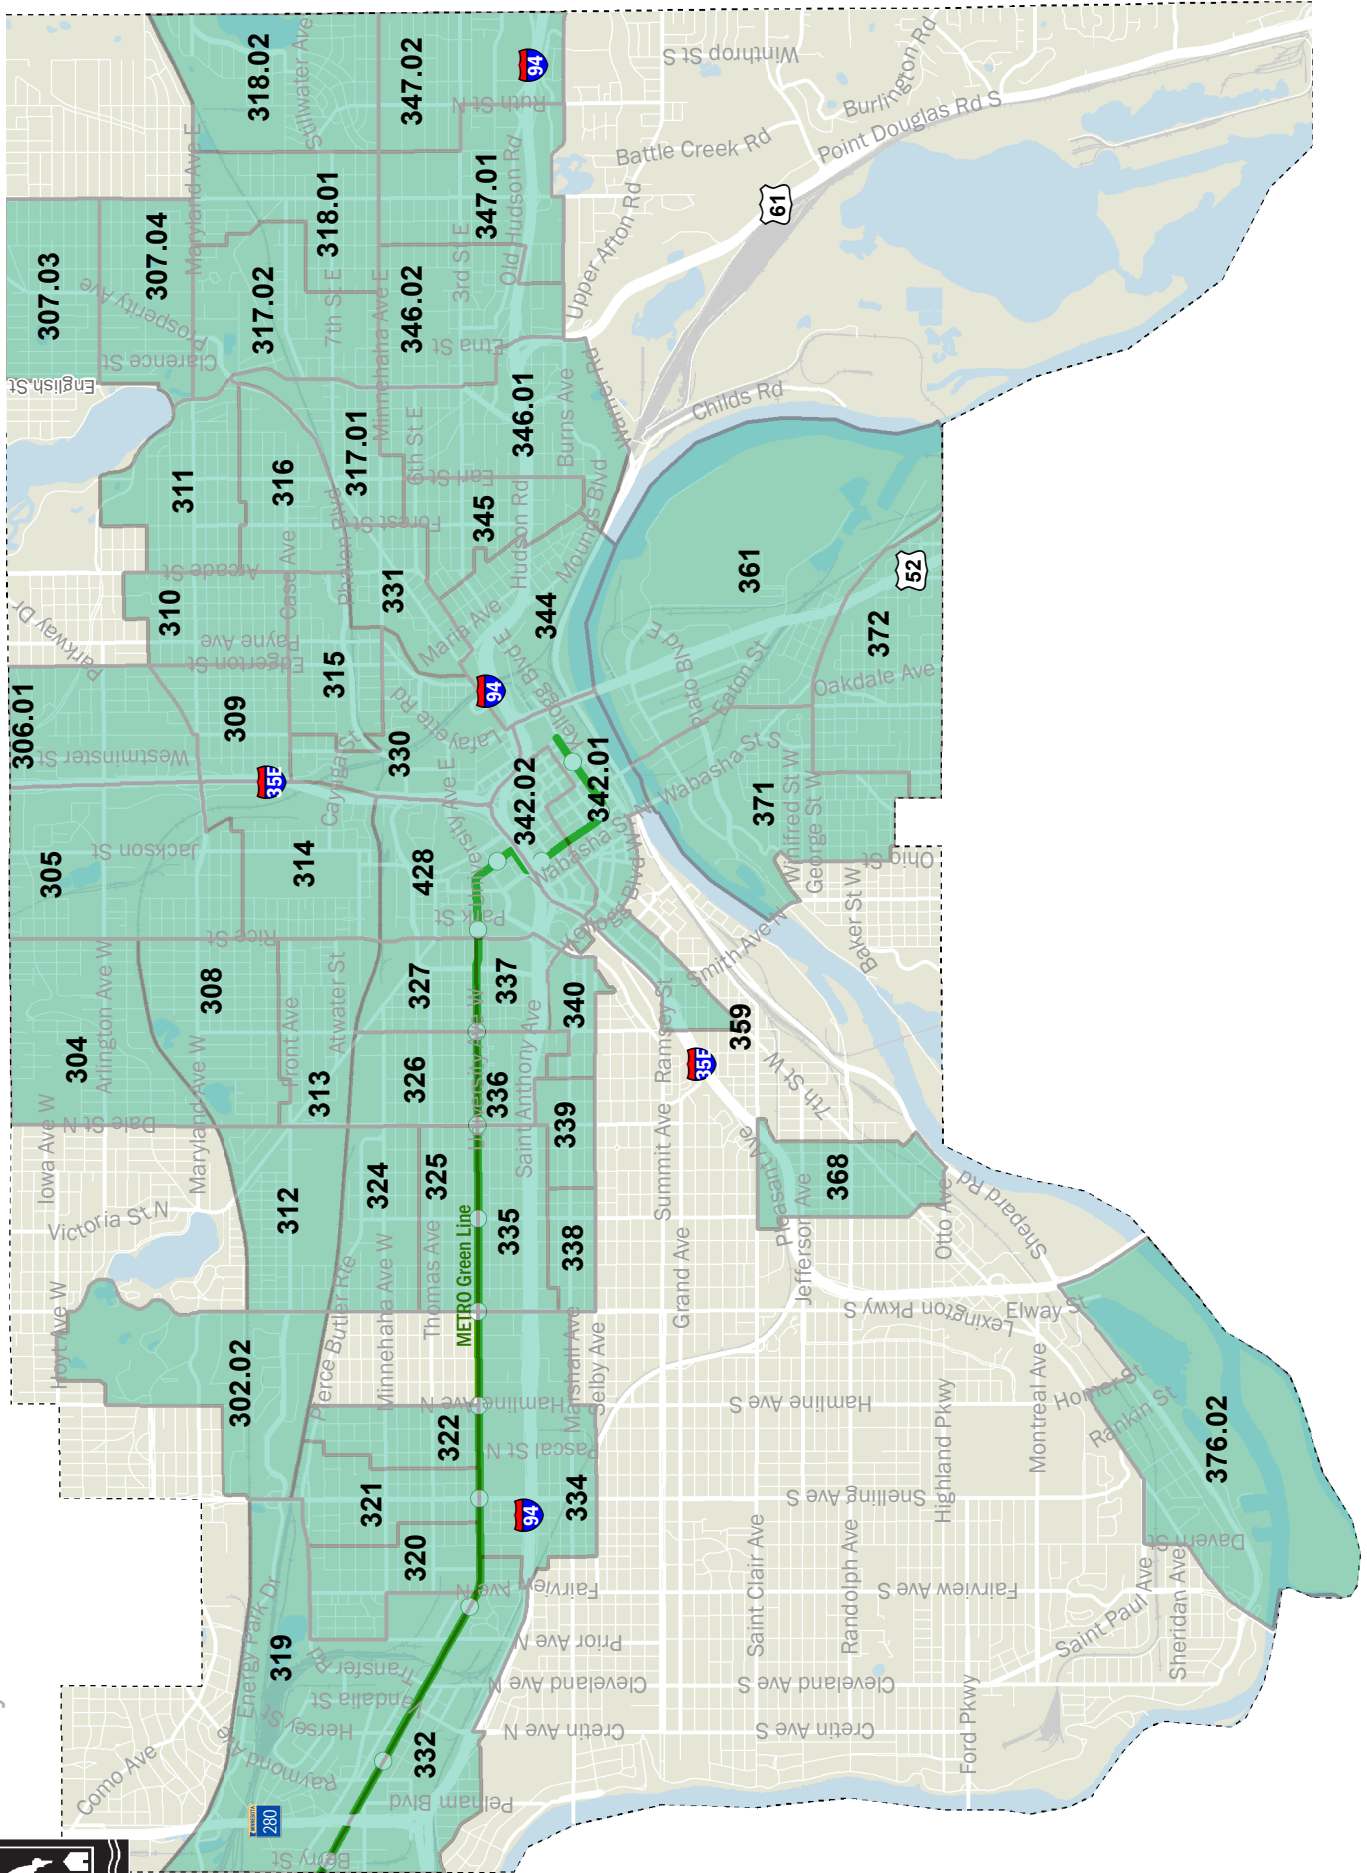 307.03
307.04
317.02
318.02
318.01
347.02
347.01
346.02
346.01
317.01
345
311
316
310
331
344
315
309
306.01
330
342.02
342.01
305
314
428
304
308
313
327
337
340
326
336
339
359
312
324
325
335
338
302.02
322
321
320
334
319
332
361
372
371
368
376.02
METRO Green Line
94
94
94
35E
35E
61
52
MINNESOTA
280
English St
Clarence St
Prosperity Ave
Maryland Ave E
Stillwater Ave
Ruth St N
7th St E
Minnehaha Ave E
3rd St E
Old Hudson Rd
Etna St
6th St E
Earl St
Burns Ave
Warner Rd
Upper Afton Rd
Battle Creek Rd
Winthrop St S
Burlington Rd
Point Douglas Rd S
Childs Rd
Parkway Dr
Arcade St
Case Ave
Phalen Blvd
Forest St
Hudson Rd
Mounds Blvd
Payne Ave
Edgerton St
Maria Ave
Lafayette Rd
Kellogg Blvd E
Westminster St
Cayuga St
University Ave E
Jackson St
Rice St
Park St
Wabasha St N
Wabasha St S
Plato Blvd E
Eaton St
Oakdale Ave
Winifred St W
George St W
Ohio St
Baker St W
Smith Ave N
Kellogg Blvd W
Arlington Ave W
Front Ave
Atwater St
Maryland Ave W
Iowa Ave W
Dale St N
Victoria St N
Hoyt Ave W
University Ave W
Saint Anthony Ave
Ramsey St
Summit Ave
Grand Ave
7th St W
Pleasant Ave
Jefferson Ave
Otto Ave
Shepard Rd
Lexington Pkwy S
Elway St
Thomas Ave
Minnehaha Ave W
Pierce Butler Rte
Marshall Ave
Selby Ave
Hamline Ave N
Pascal St N
Hamline Ave S
Snelling Ave S
Highland Pkwy
Montreal Ave
Homer St
Rankin St
Davern St
Saint Clair Ave
Randolph Ave
Fairview Ave N
Fairview Ave S
Saint Paul Ave
Sheridan Ave
Prior Ave N
Cleveland Ave N
Cleveland Ave S
Cretin Ave N
Cretin Ave S
Ford Pkwy
Energy Park Dr
Transfer Rd
Vandalia St
Hersey St
Raymond Ave
Pelham Blvd
Como Ave
Berry St